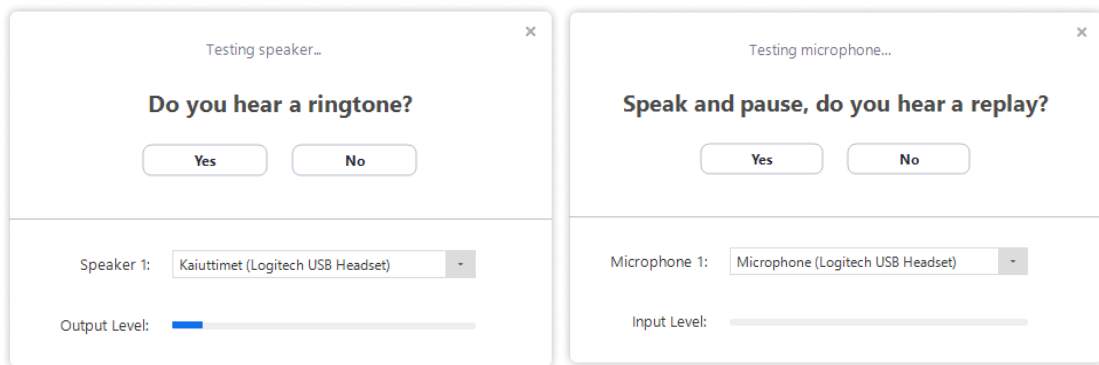 Testing speaker...
Do you hear a ringtone?
Yes No
Speaker 1: Kaiuttimet (Logitech USB Headset)
Output Level:
Testing microphone...
Speak and pause, do you hear a replay?
Yes No
Microphone 1: Microphone (Logitech USB Headset)
Input Level: